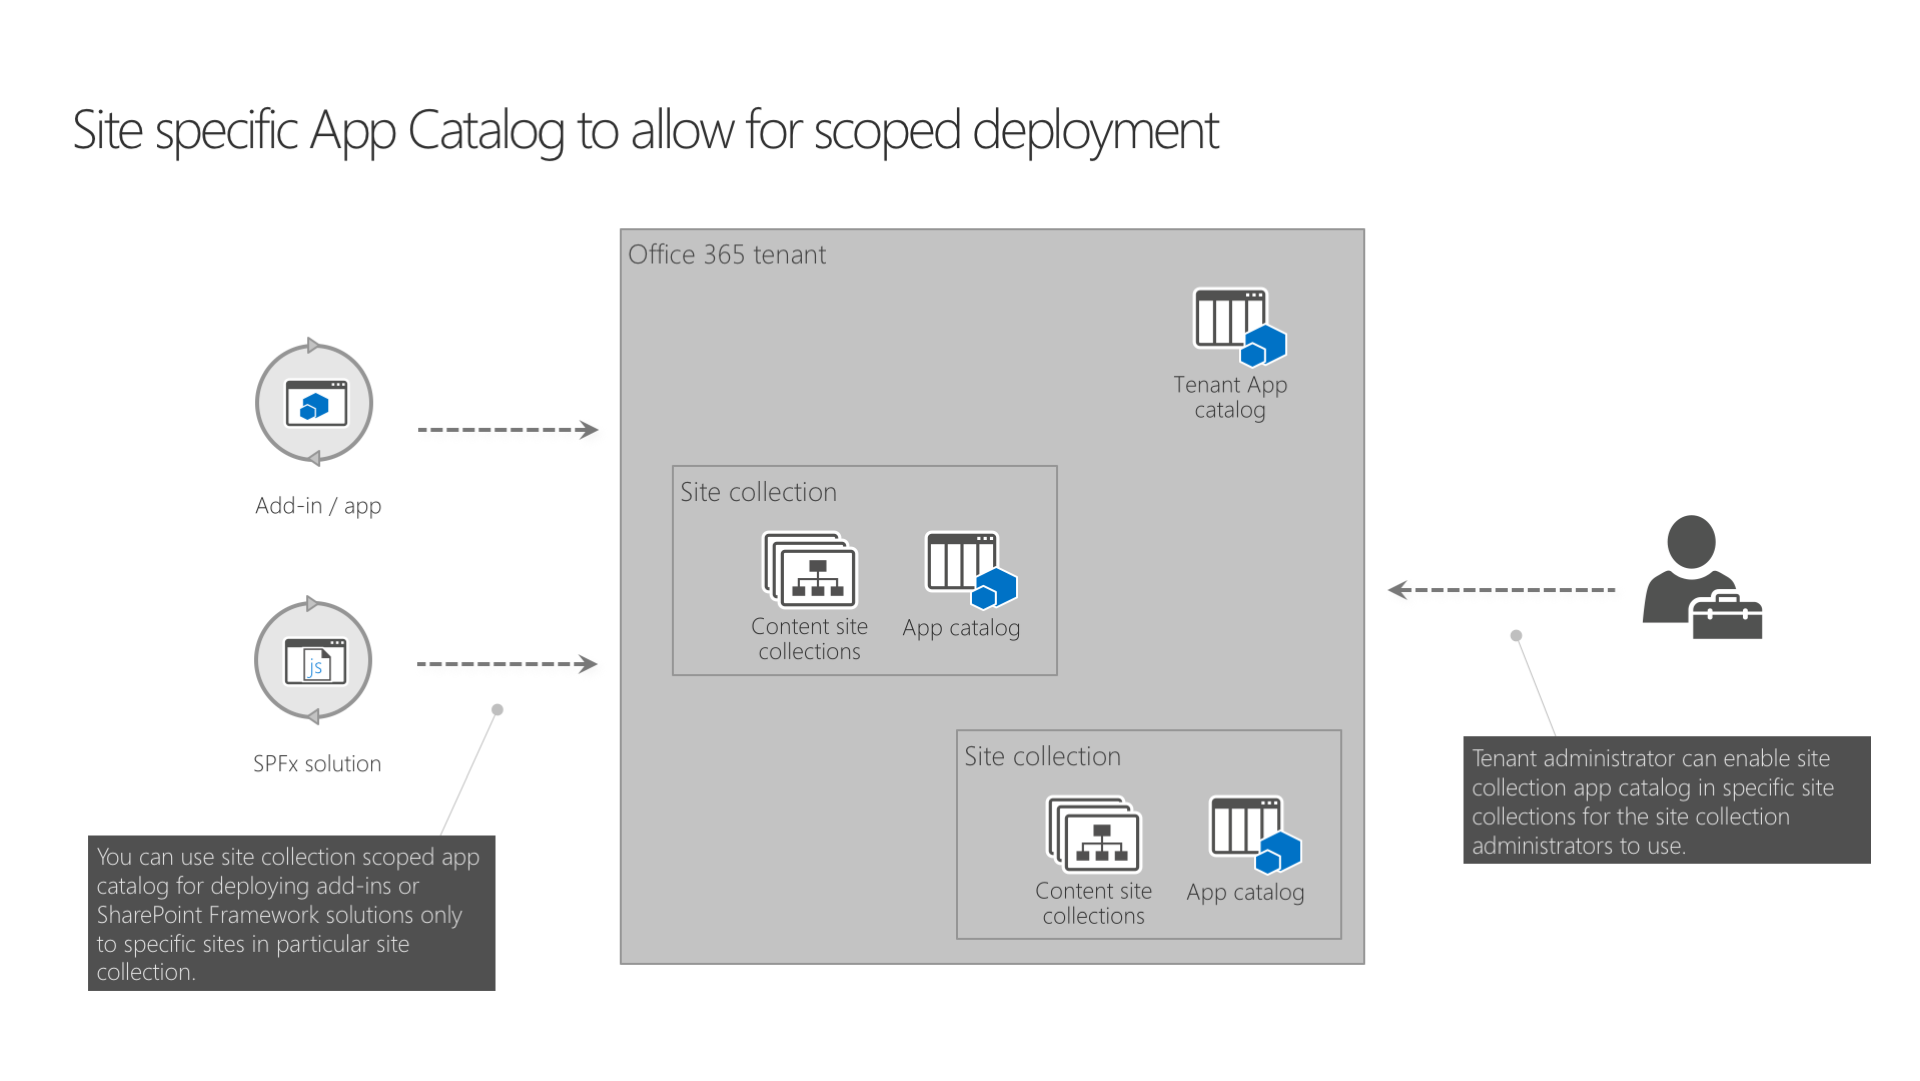 Site specific App Catalog to allow for scoped deployment
Office 365 tenant
Tenant App
catalog
Add-in / app
Site collection
Content site
collections
App catalog
js
SPFx solution
Site collection
Content site
collections
App catalog
You can use site collection scoped app
catalog for deploying add-ins or
SharePoint Framework solutions only
to specific sites in particular site
collection.
Tenant administrator can enable site
collection app catalog in specific site
collections for the site collection
administrators to use.